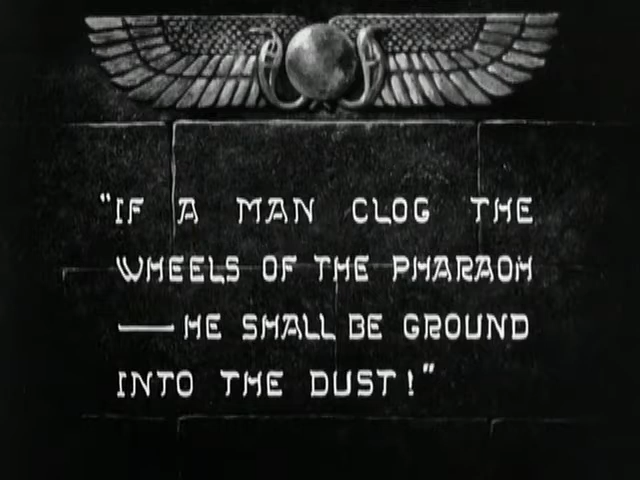 "IF A MAN CLOG THE
WHEELS OF THE PHARAOH
— HE SHALL BE GROUND
INTO THE DUST!"